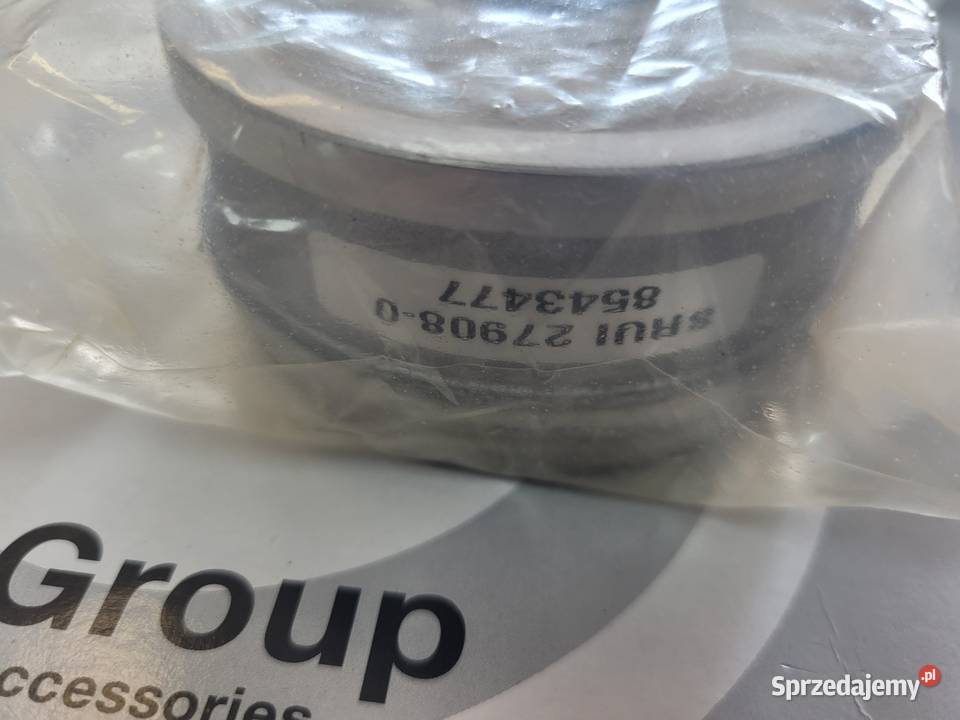 sRUI 27908-0
8543477
Group
ccessories
Sprzedajemy.pl